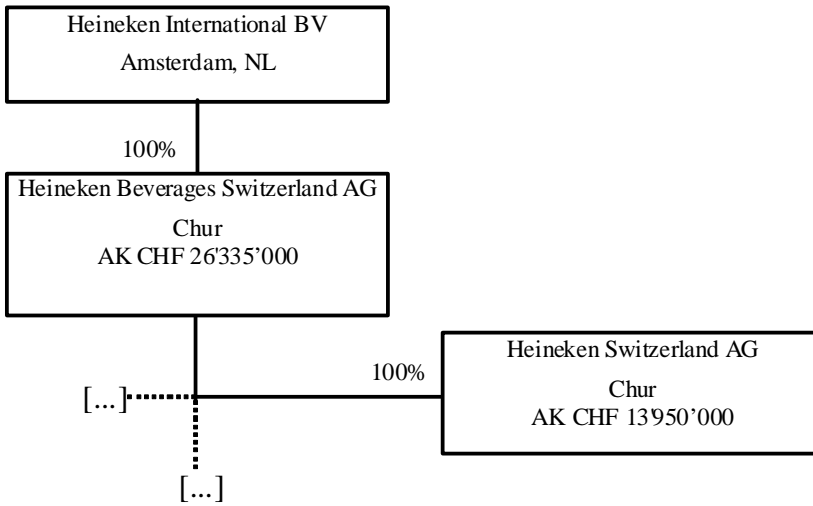 Heineken International BV
Amsterdam, NL
100%
Heineken Beverages Switzerland AG
Chur
AK CHF 26'335’000
100%
Heineken Switzerland AG
Chur
AK CHF 13'950’000
[...]
[...]